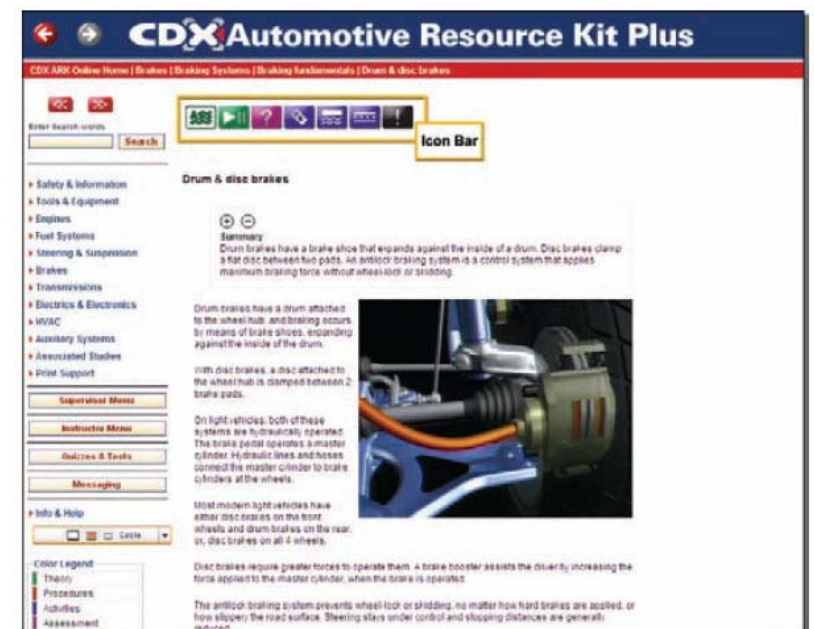 CDX Automotive Resource Kit Plus
CDX ARK Online Home | Brakes | Braking Systems | Braking fundamentals | Drum & disc brakes
Enter Search words
Search
Icon Bar
Safety & Information
Tools & Equipment
Engines
Fuel Systems
Steering & Suspension
Brakes
Transmissions
Electrics & Electronics
HVAC
Auxiliary Systems
Associated Studies
Print Support
Supervisor Menu
Instructor Menu
Quizzes & Tests
Messaging
Info & Help
Color Legend
Theory
Procedures
Activities
Assessment
Drum & disc brakes
Summary
Drum brakes have a brake shoe that expands against the inside of a drum. Disc brakes clamp
a flat disc between two pads. An antilock braking system is a control system that applies
maximum braking force without wheel-lock or skidding.
Drum brakes have a drum attached
to the wheel hub, and braking occurs
by means of brake shoes, expanding
against the inside of the drum.
With disc brakes, a disc attached to
the wheel hub is clamped between 2
brake pads.
On light vehicles, both of these
systems are hydraulically operated.
The brake pedal operates a master
cylinder. Hydraulic lines and hoses
connect the master cylinder to brake
cylinders at the wheels.
Most modern light vehicles have
either disc brakes on the front
wheels and drum brakes on the rear,
or, disc brakes on all 4 wheels.
Disc brakes require greater forces to operate them. A brake booster assists the driver by increasing the
force applied to the master cylinder, when the brake is operated.
The antilock braking system prevents wheel-lock or skidding, no matter how hard brakes are applied, or
how slippery the road surface. Steering stays under control and stopping distances are generally
reduced.